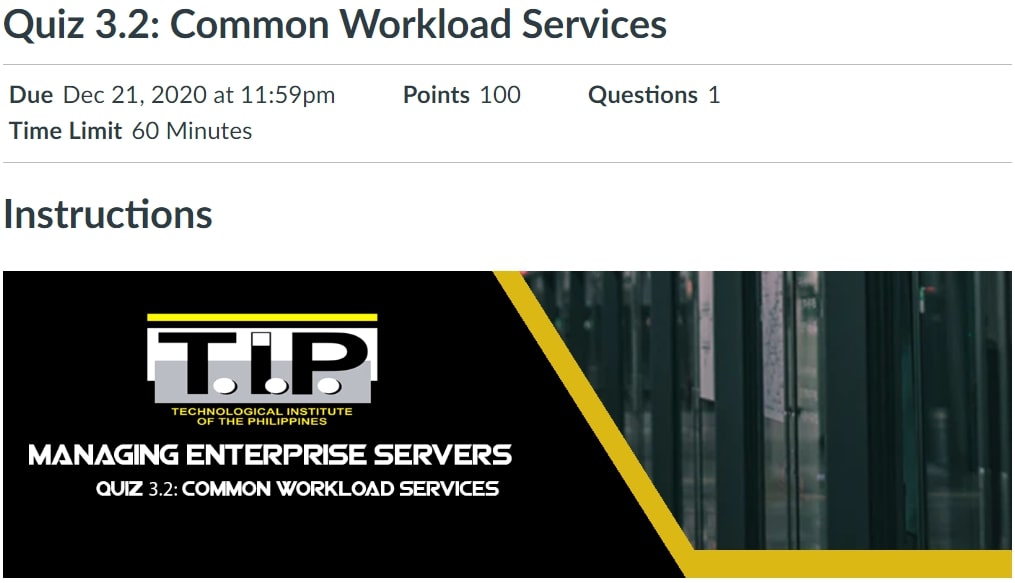 Quiz 3.2: Common Workload Services
Due Dec 21, 2020 at 11:59pm Points 100 Questions 1
Time Limit 60 Minutes
Instructions
T.i.P.
TECHNOLOGICAL INSTITUTE
OF THE PHILIPPINES
MANAGING ENTERPRISE SERVERS
QUIZ 3.2: COMMON WORKLOAD SERVICES